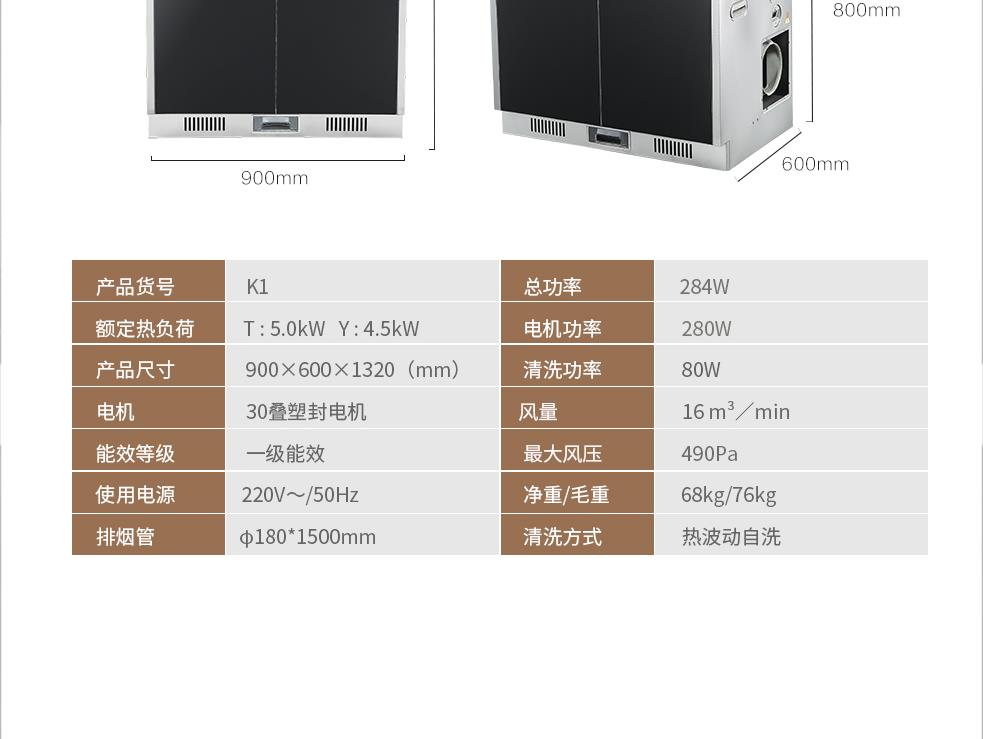 800mm
600mm
900mm
产品货号 K1 总功率 284W
额定热负荷 T : 5.0kW Y : 4.5kW 电机功率 280W
产品尺寸 900×600×1320（mm） 清洗功率 80W
电机 30叠塑封电机 风量 16 m³／min
能效等级 一级能效 最大风压 490Pa
使用电源 220V～/50Hz 净重/毛重 68kg/76kg
排烟管 φ180*1500mm 清洗方式 热波动自洗